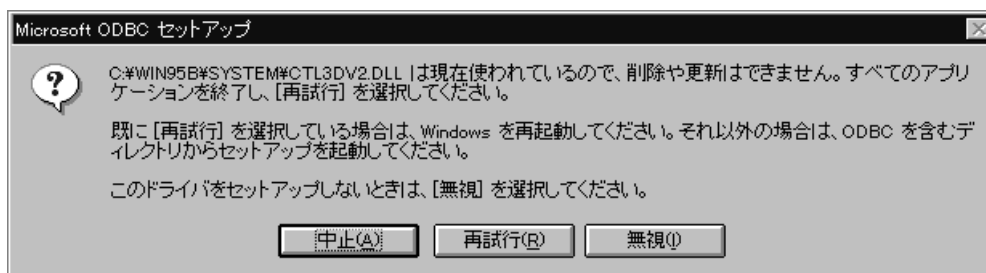 Microsoft ODBC セットアップ
C:¥WIN95B¥SYSTEM¥CTL3DV2.DLL は現在使われているので、削除や更新はできません。すべてのアプリ
ケーションを終了し、[再試行] を選択してください。
既に [再試行] を選択している場合は、Windows を再起動してください。それ以外の場合は、ODBC を含むデ
ィレクトリからセットアップを起動してください。
このドライバをセットアップしないときは、[無視] を選択してください。
中止(A) 再試行(R) 無視(I)